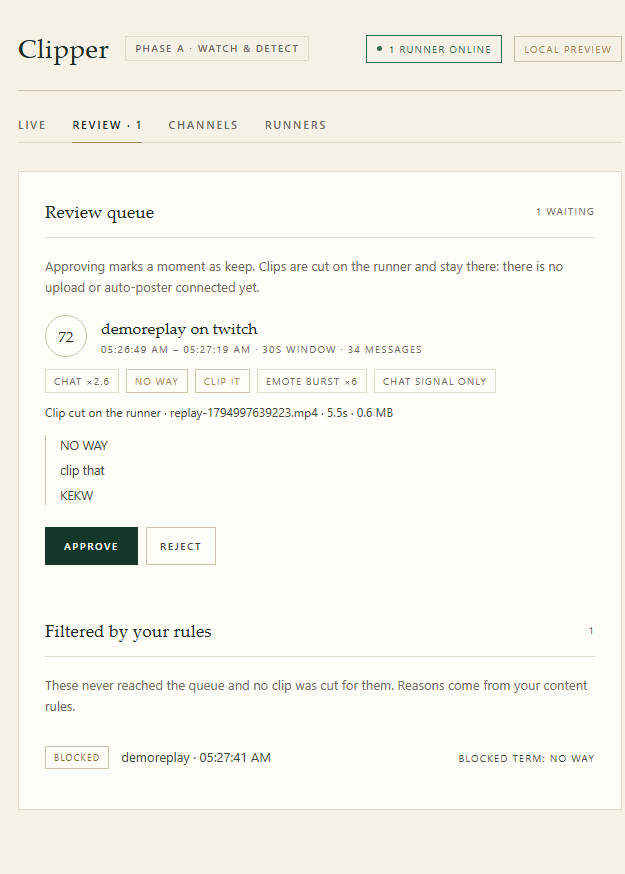 Clipper
PHASE A · WATCH & DETECT
1 RUNNER ONLINE
LOCAL PREVIEW
LIVE
REVIEW · 1
CHANNELS
RUNNERS
Review queue
1 WAITING
Approving marks a moment as keep. Clips are cut on the runner and stay there: there is no
upload or auto-poster connected yet.
72
demoreplay on twitch
05:26:49 AM – 05:27:19 AM · 30S WINDOW · 34 MESSAGES
CHAT ×2.6
NO WAY
CLIP IT
EMOTE BURST ×6
CHAT SIGNAL ONLY
Clip cut on the runner · replay-1794997639223.mp4 · 5.5s · 0.6 MB
NO WAY
clip that
KEKW
APPROVE
REJECT
Filtered by your rules
1
These never reached the queue and no clip was cut for them. Reasons come from your content
rules.
BLOCKED
demoreplay · 05:27:41 AM
BLOCKED TERM: NO WAY